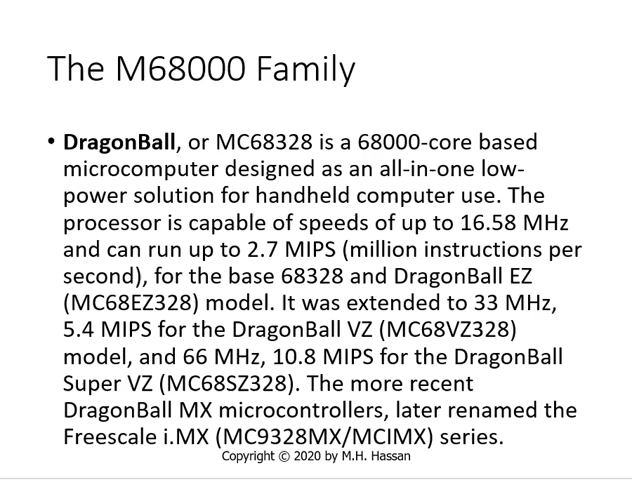 The M68000 Family
• DragonBall, or MC68328 is a 68000-core based
microcomputer designed as an all-in-one low-
power solution for handheld computer use. The
processor is capable of speeds of up to 16.58 MHz
and can run up to 2.7 MIPS (million instructions per
second), for the base 68328 and DragonBall EZ
(MC68EZ328) model. It was extended to 33 MHz,
5.4 MIPS for the DragonBall VZ (MC68VZ328)
model, and 66 MHz, 10.8 MIPS for the DragonBall
Super VZ (MC68SZ328). The more recent
DragonBall MX microcontrollers, later renamed the
Freescale i.MX (MC9328MX/MCIMX) series.
Copyright © 2020 by M.H. Hassan